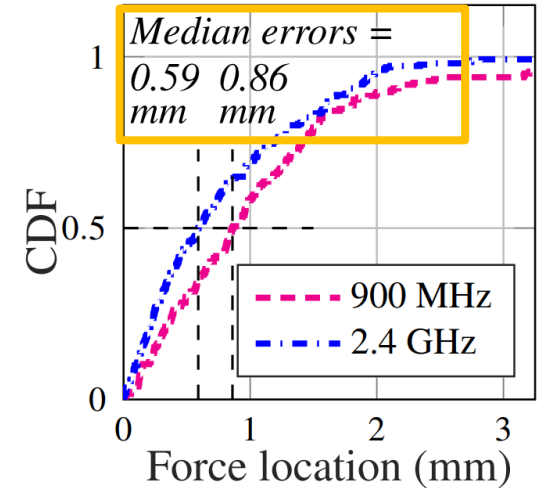 Median errors =
0.59 0.86
mm mm
1
0.5
0
CDF
900 MHz
2.4 GHz
0 1 2 3
Force location (mm)